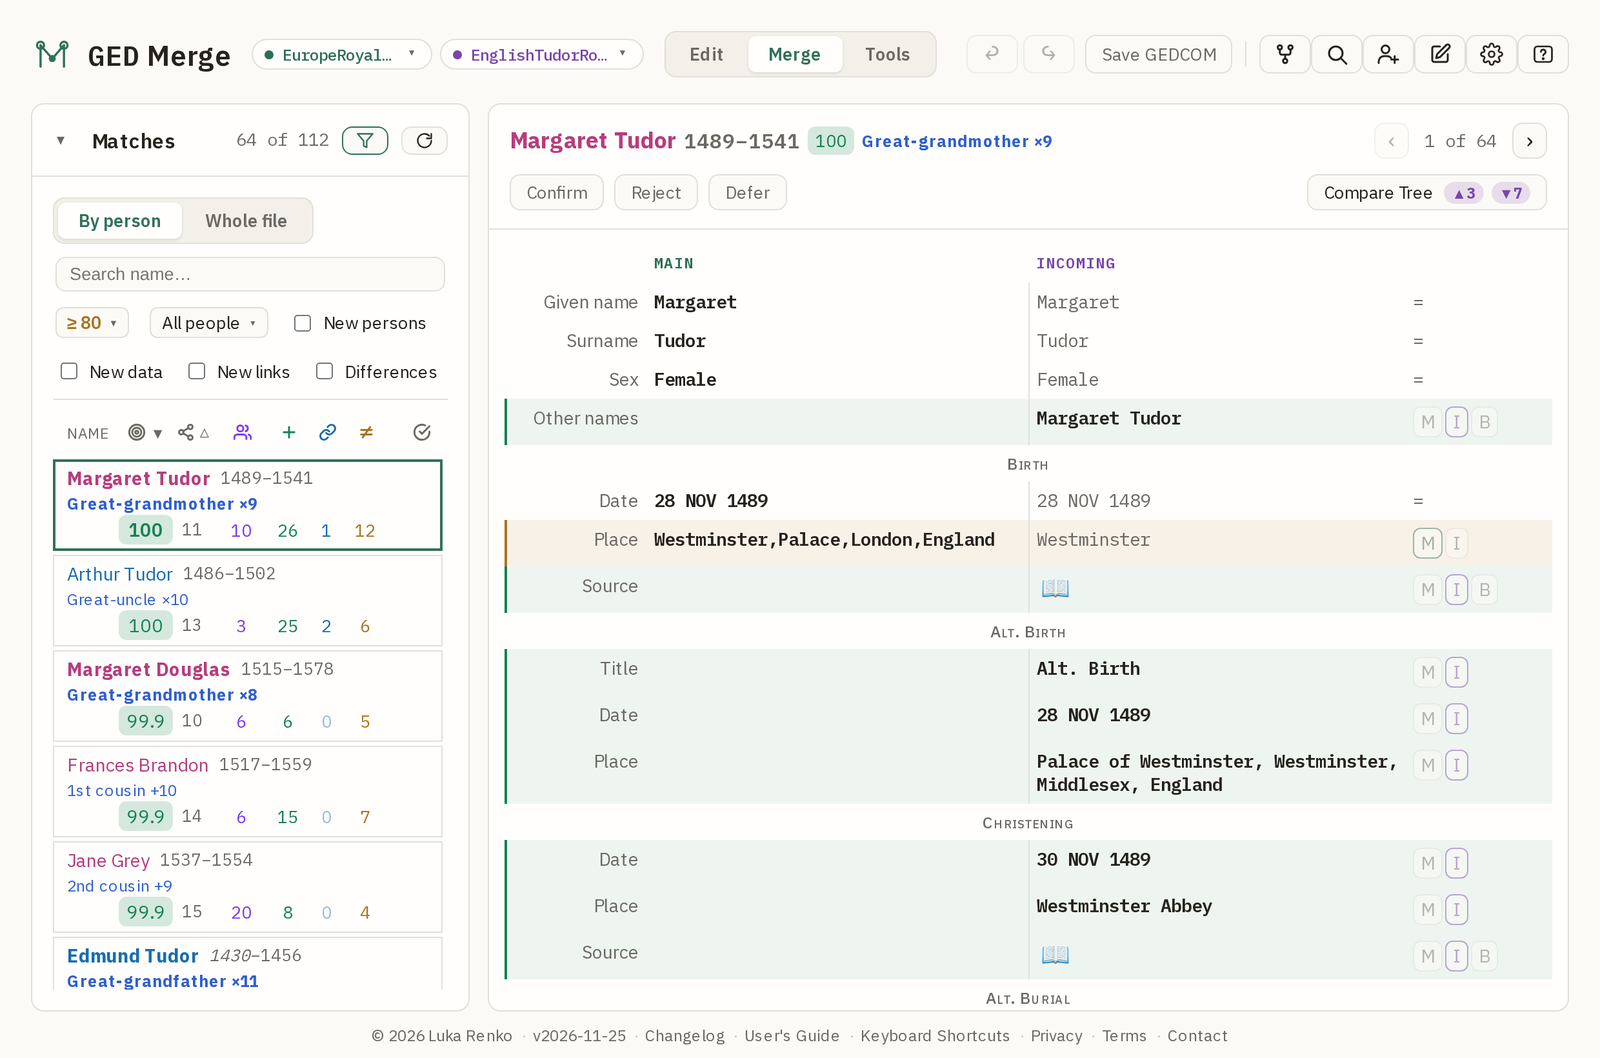 GED Merge
EuropeRoyal... ▾
EnglishTudorRo... ▾
Edit Merge Tools
Save GEDCOM
▼ Matches 64 of 112
By person Whole file
Search name...
≥ 80 ▾ All people ▾ New persons
New data New links Differences
NAME ▼ △ + ≠
Margaret Tudor 1489–1541
Great-grandmother ×9
100 11 10 26 1 12
Arthur Tudor 1486–1502
Great-uncle ×10
100 13 3 25 2 6
Margaret Douglas 1515–1578
Great-grandmother ×8
99.9 10 6 6 0 5
Frances Brandon 1517–1559
1st cousin +10
99.9 14 6 15 0 7
Jane Grey 1537–1554
2nd cousin +9
99.9 15 20 8 0 4
Edmund Tudor 1430–1456
Great-grandfather ×11
Margaret Tudor 1489–1541 100 Great-grandmother ×9
‹ 1 of 64 ›
Confirm Reject Defer
Compare Tree ▲3 ▼7
MAIN INCOMING
Given name Margaret Margaret =
Surname Tudor Tudor =
Sex Female Female =
Other names Margaret Tudor M I B
BIRTH
Date 28 NOV 1489 28 NOV 1489 =
Place Westminster,Palace,London,England Westminster M I
Source M I B
ALT. BIRTH
Title Alt. Birth M I
Date 28 NOV 1489 M I
Place Palace of Westminster, Westminster, M I
Middlesex, England
CHRISTENING
Date 30 NOV 1489 M I
Place Westminster Abbey M I
Source M I B
ALT. BURIAL
© 2026 Luka Renko · v2026-11-25 · Changelog · User's Guide · Keyboard Shortcuts · Privacy · Terms · Contact